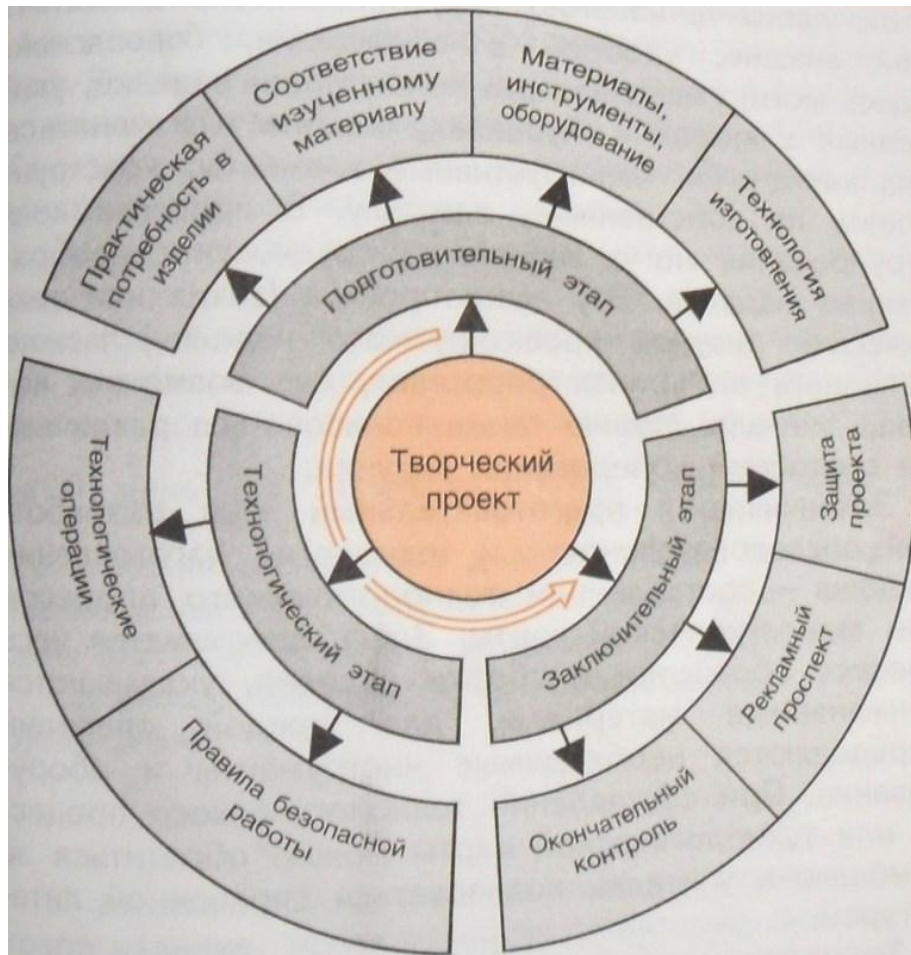 Творческий
проект
Подготовительный этап
Практическая
потребность в
изделии
Соответствие
изученному
материалу
Материалы,
инструменты,
оборудование
Технология
изготовления
Технологический этап
Технологические
операции
Правила безопасной
работы
Заключительный этап
Окончательный
контроль
Рекламный
проспект
Защита
проекта